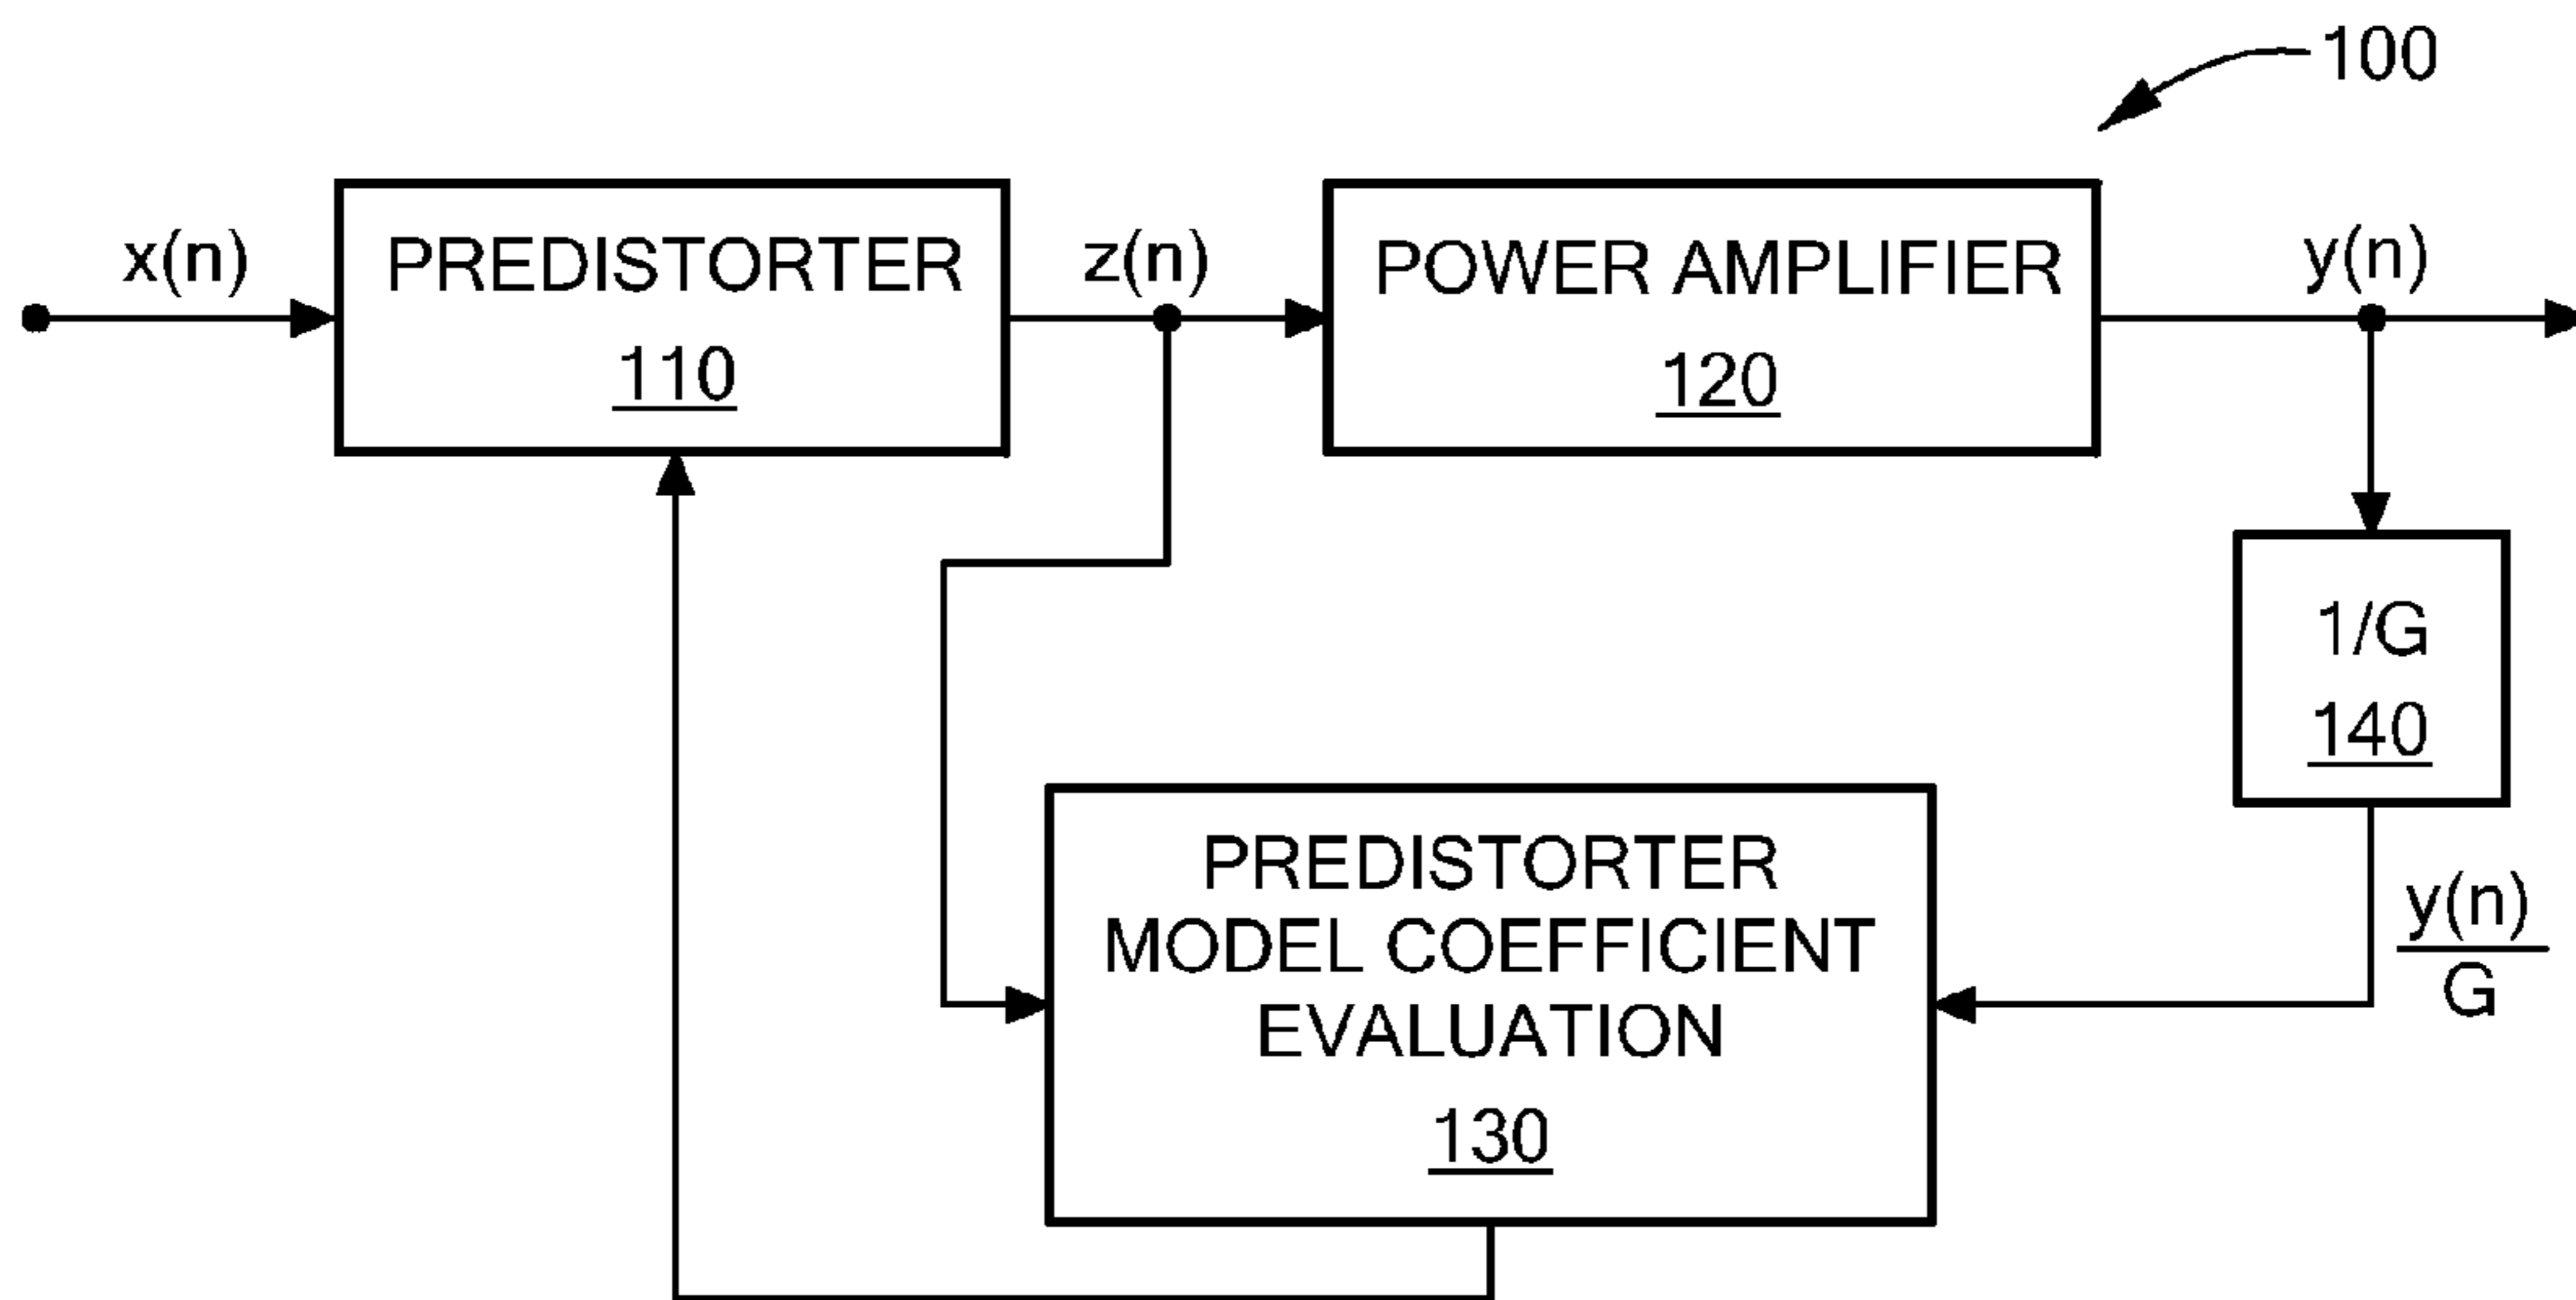 100
x(n)
PREDISTORTER
110
z(n)
POWER AMPLIFIER
120
y(n)
1/G
140
y(n)
G
PREDISTORTER
MODEL COEFFICIENT
EVALUATION
130